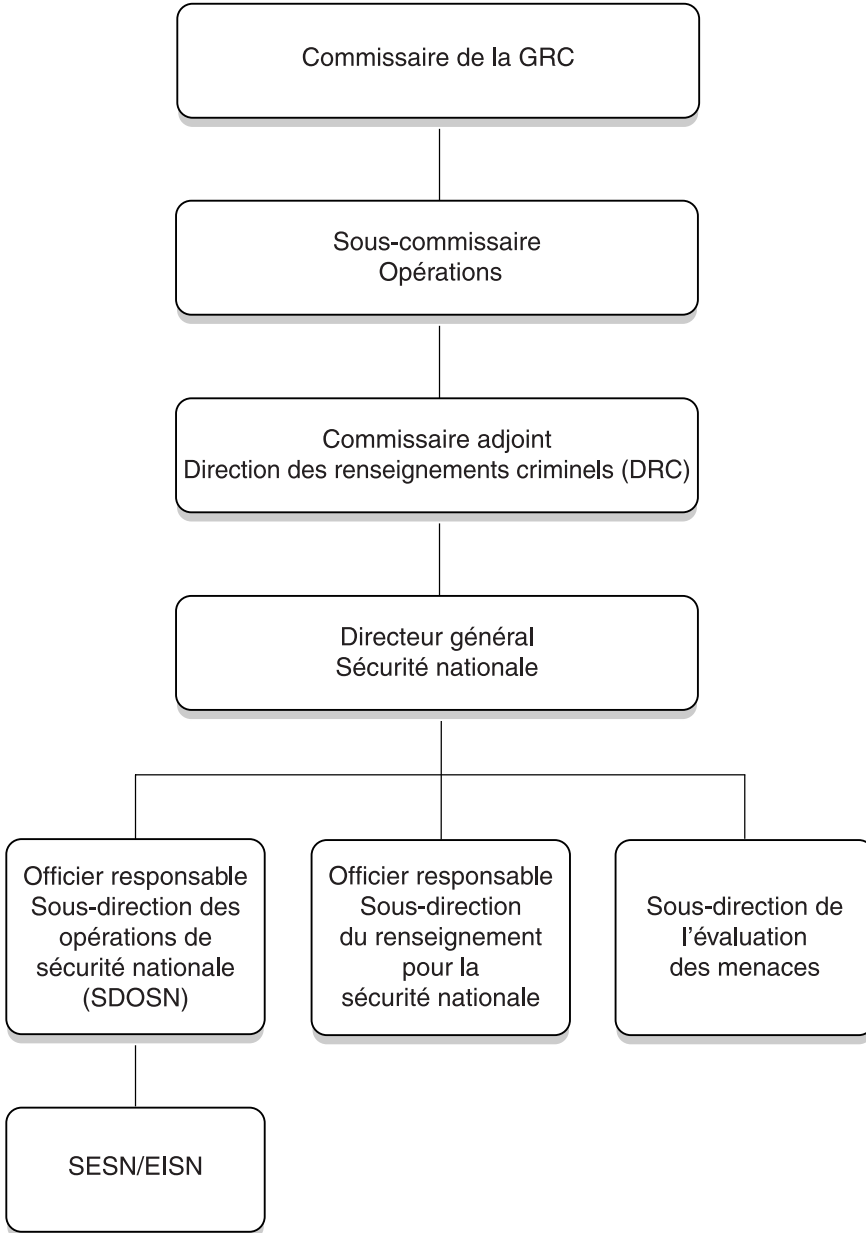 Commissaire de la GRC
Sous-commissaire
Opérations
Commissaire adjoint
Direction des renseignements criminels (DRC)
Directeur général
Sécurité nationale
Officier responsable
Sous-direction des
opérations de
sécurité nationale
(SDOSN)
Officier responsable
Sous-direction
du renseignement
pour la
sécurité nationale
Sous-direction de
l'évaluation
des menaces
SESN/EISN